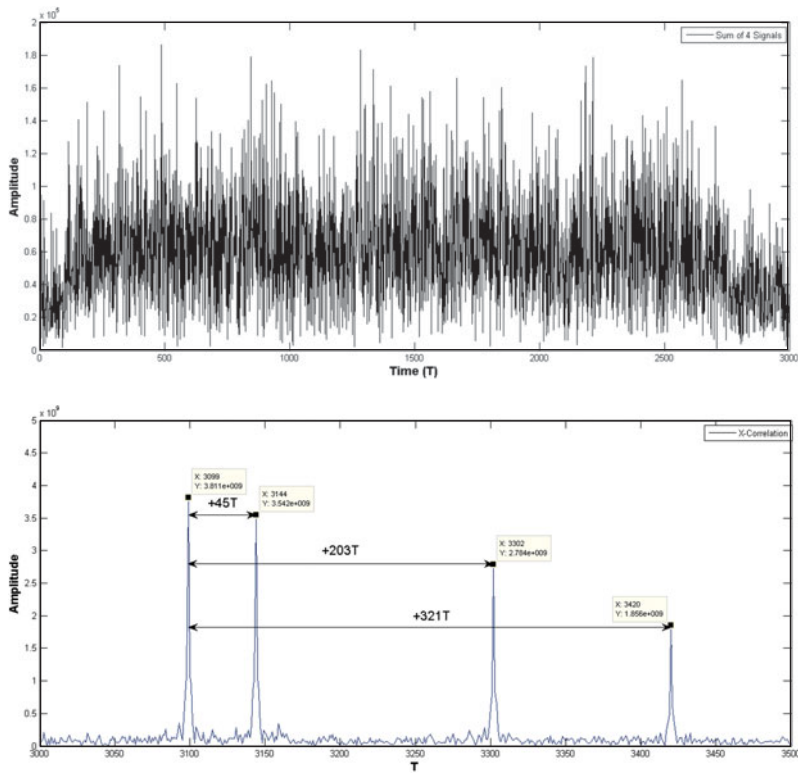 x 10⁵
Sum of 4 Signals
2
1.8
1.6
1.4
1.2
1
0.8
0.6
0.4
0.2
0
Amplitude
0 500 1000 1500 2000 2500 3000
Time (T)
x 10⁹
X-Correlation
5
4.5
4
3.5
3
2.5
2
1.5
1
0.5
0
Amplitude
X: 3099
Y: 3.811e+009
X: 3144
Y: 3.542e+009
+45T
X: 3302
Y: 2.784e+009
+203T
X: 3420
Y: 1.856e+009
+321T
3000 3050 3100 3150 3200 3250 3300 3350 3400 3450 3500
T